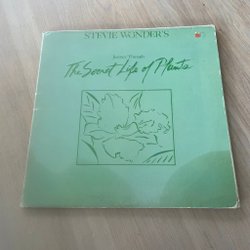 STEVIE WONDER'S
Journey Through
The Secret Life of Plants